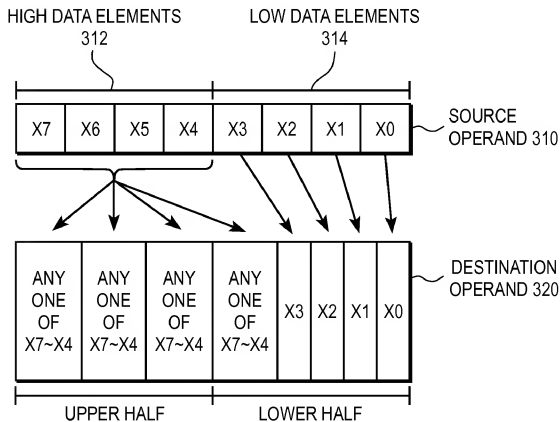 HIGH DATA ELEMENTS
312
LOW DATA ELEMENTS
314
X7 X6 X5 X4 X3 X2 X1 X0
SOURCE
OPERAND 310
ANY
ONE
OF
X7~X4
ANY
ONE
OF
X7~X4
ANY
ONE
OF
X7~X4
ANY
ONE
OF
X7~X4
X3 X2 X1 X0
DESTINATION
OPERAND 320
UPPER HALF
LOWER HALF